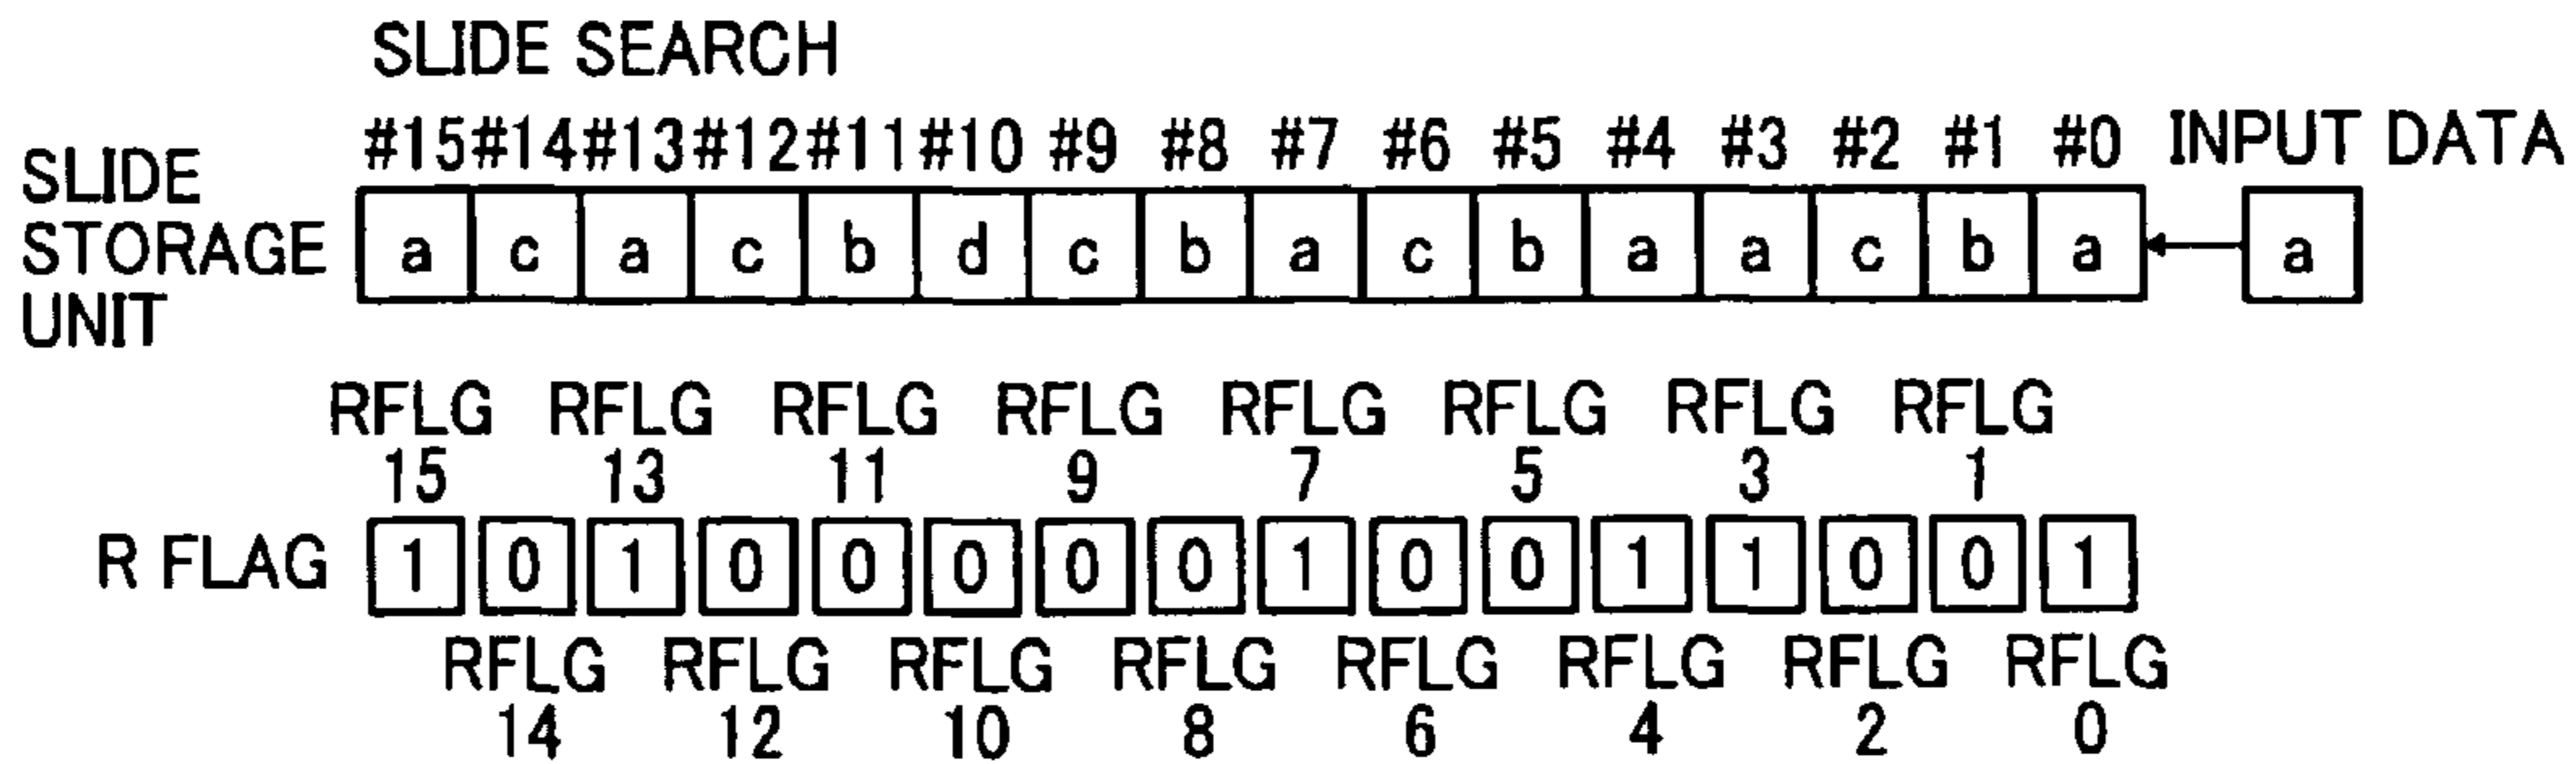 SLIDE SEARCH
#15 #14 #13 #12 #11 #10 #9 #8 #7 #6 #5 #4 #3 #2 #1 #0 INPUT DATA
SLIDE
STORAGE
UNIT
a c a c b d c b a c b a a c b a a
RFLG RFLG RFLG RFLG RFLG RFLG RFLG RFLG
15 13 11 9 7 5 3 1
R FLAG 1 0 1 0 0 0 0 0 1 0 0 1 1 0 0 1
RFLG RFLG RFLG RFLG RFLG RFLG RFLG RFLG
14 12 10 8 6 4 2 0